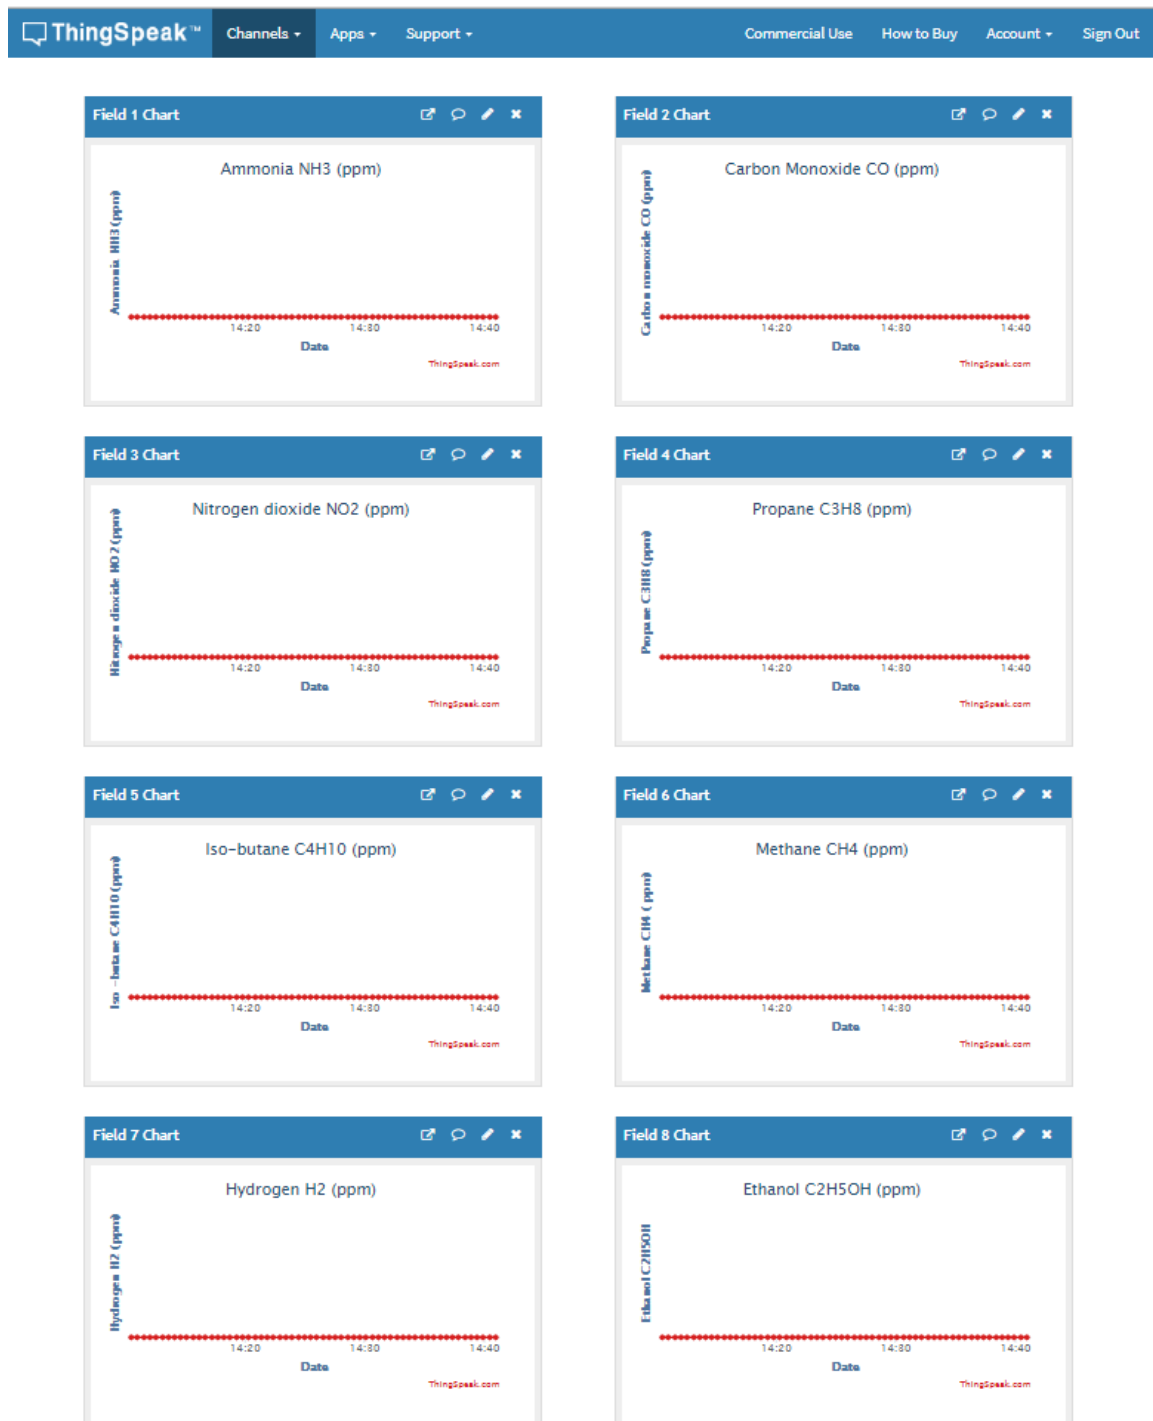 ThingSpeak™ Channels Apps Support Commercial Use How to Buy Account Sign Out
Field 1 Chart
Ammonia NH3 (ppm)
Ammonia NH3 (ppm)
14:20 14:30 14:40
Date
ThingSpeak.com
Field 2 Chart
Carbon Monoxide CO (ppm)
Carbon monoxide CO (ppm)
14:20 14:30 14:40
Date
ThingSpeak.com
Field 3 Chart
Nitrogen dioxide NO2 (ppm)
Nitrogen dioxide NO2 (ppm)
14:20 14:30 14:40
Date
ThingSpeak.com
Field 4 Chart
Propane C3H8 (ppm)
Propane C3H8 (ppm)
14:20 14:30 14:40
Date
ThingSpeak.com
Field 5 Chart
Iso-butane C4H10 (ppm)
Iso-butane C4H10 (ppm)
14:20 14:30 14:40
Date
ThingSpeak.com
Field 6 Chart
Methane CH4 (ppm)
Methane CH4 ( ppm)
14:20 14:30 14:40
Date
ThingSpeak.com
Field 7 Chart
Hydrogen H2 (ppm)
Hydrogen H2 (ppm)
14:20 14:30 14:40
Date
ThingSpeak.com
Field 8 Chart
Ethanol C2H5OH (ppm)
Ethanol C2H5OH
14:20 14:30 14:40
Date
ThingSpeak.com